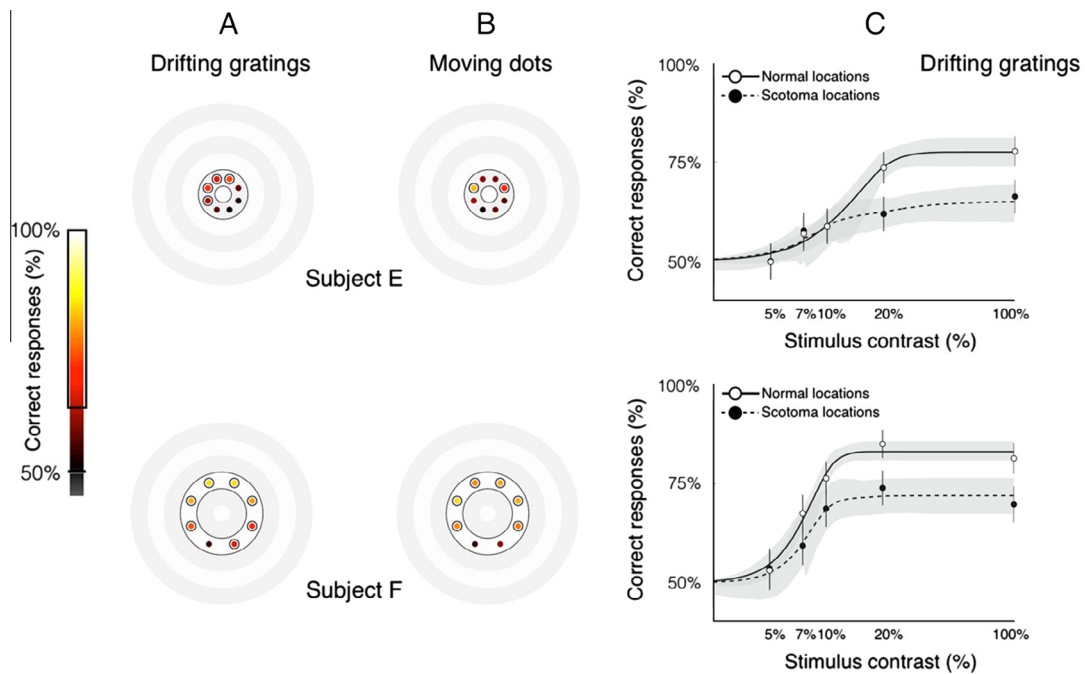 A
B
C
Drifting gratings
Moving dots
Drifting gratings
100%
Correct responses (%)
50%
Subject E
Subject F
100%
75%
50%
Correct responses (%)
Normal locations
Scotoma locations
5% 7% 10% 20% 100%
Stimulus contrast (%)
100%
75%
50%
Correct responses (%)
Normal locations
Scotoma locations
5% 7% 10% 20% 100%
Stimulus contrast (%)